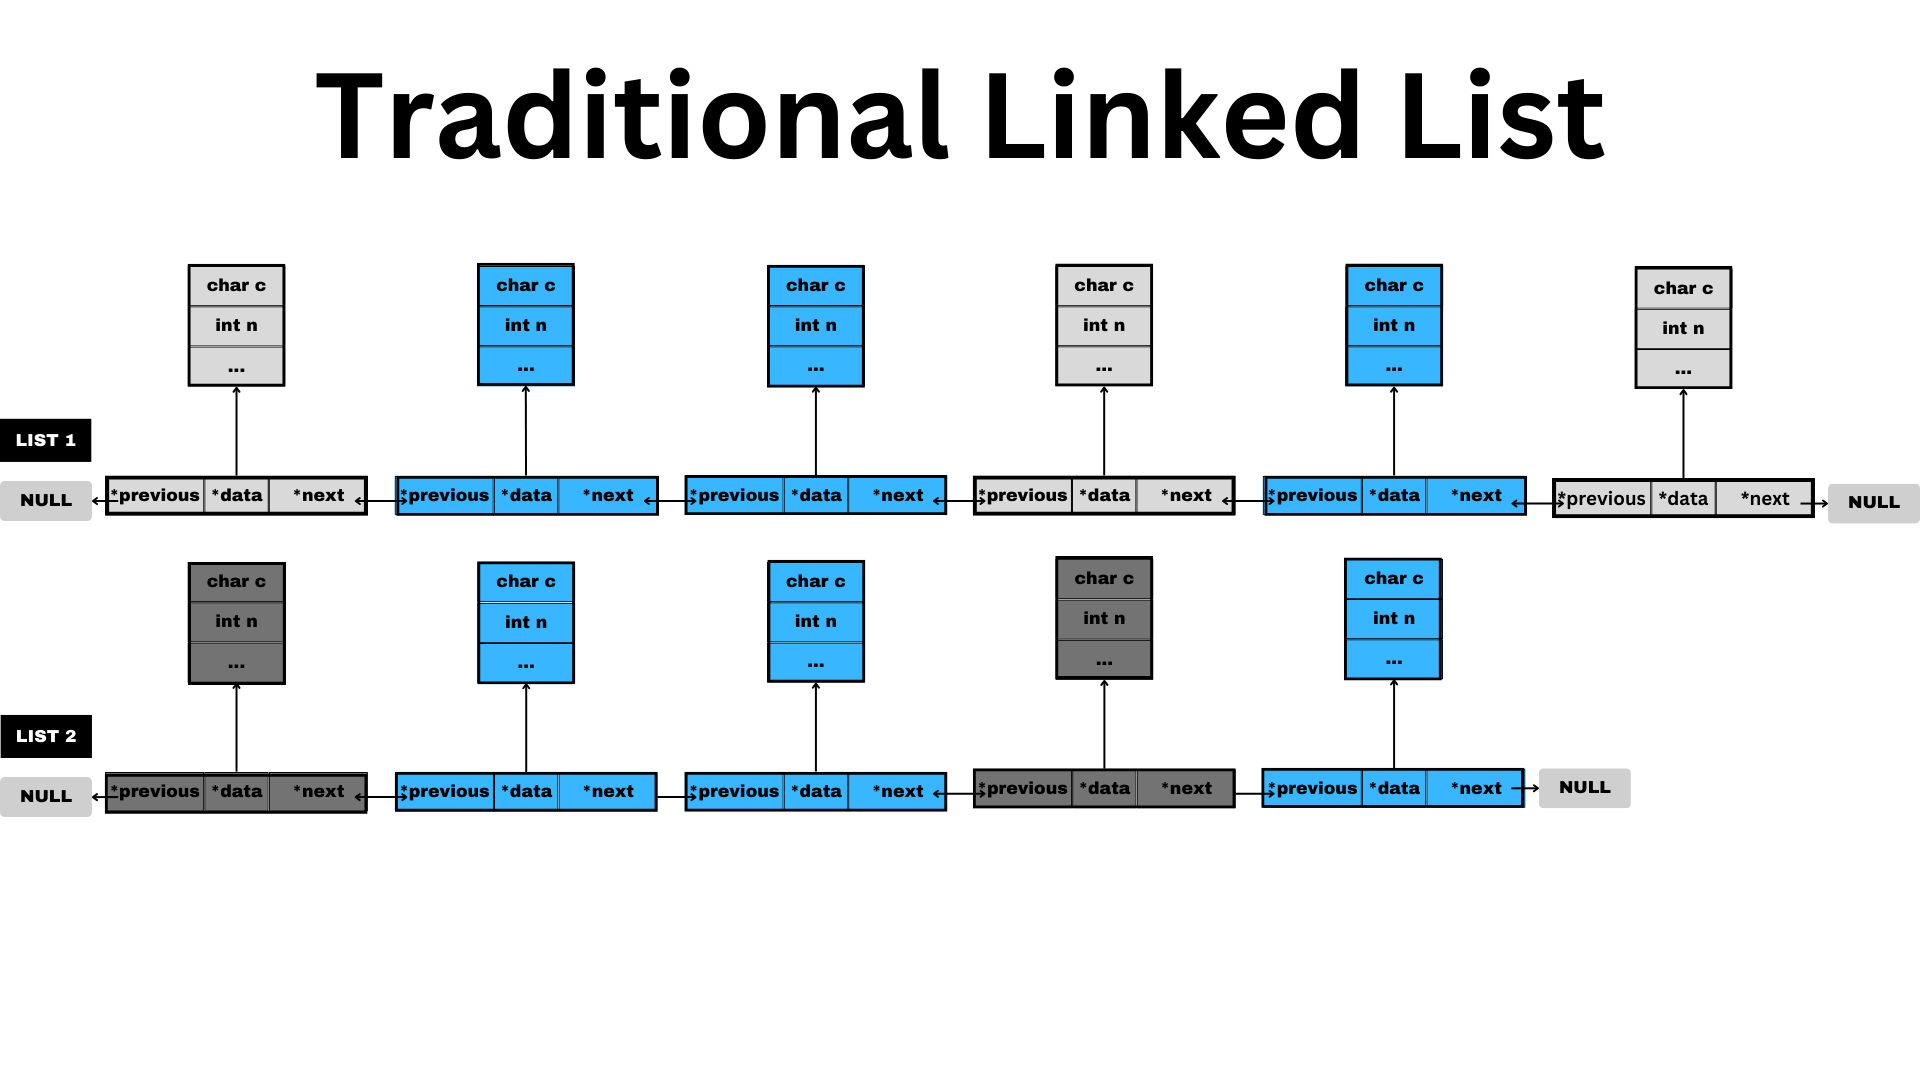 Traditional Linked List
char c char c char c char c char c char c
int n int n int n int n int n int n
... ... ... ... ... ...
LIST 1
NULL *previous *data *next *previous *data *next *previous *data *next *previous *data *next *previous *data *next *previous *data *next NULL
char c char c char c char c char c
int n int n int n int n int n
... ... ... ... ...
LIST 2
NULL *previous *data *next *previous *data *next *previous *data *next *previous *data *next *previous *data *next NULL